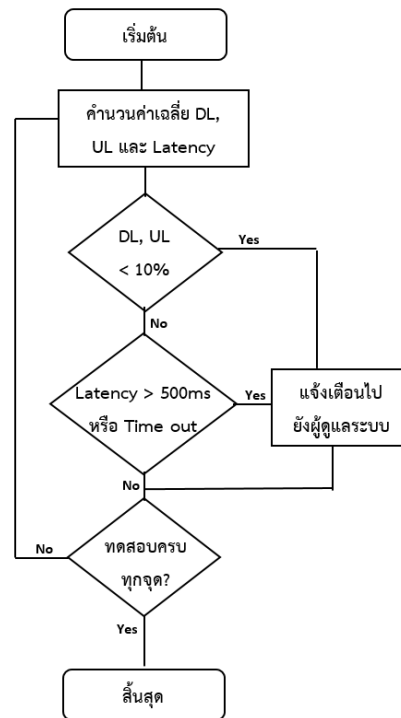 เริ่มต้น
คำนวนค่าเฉลี่ย DL,
UL และ Latency
DL, UL
< 10%
Yes
No
Latency > 500ms
หรือ Time out
Yes
แจ้งเตือนไป
ยังผู้ดูแลระบบ
No
ทดสอบครบ
ทุกจุด?
No
Yes
สิ้นสุด